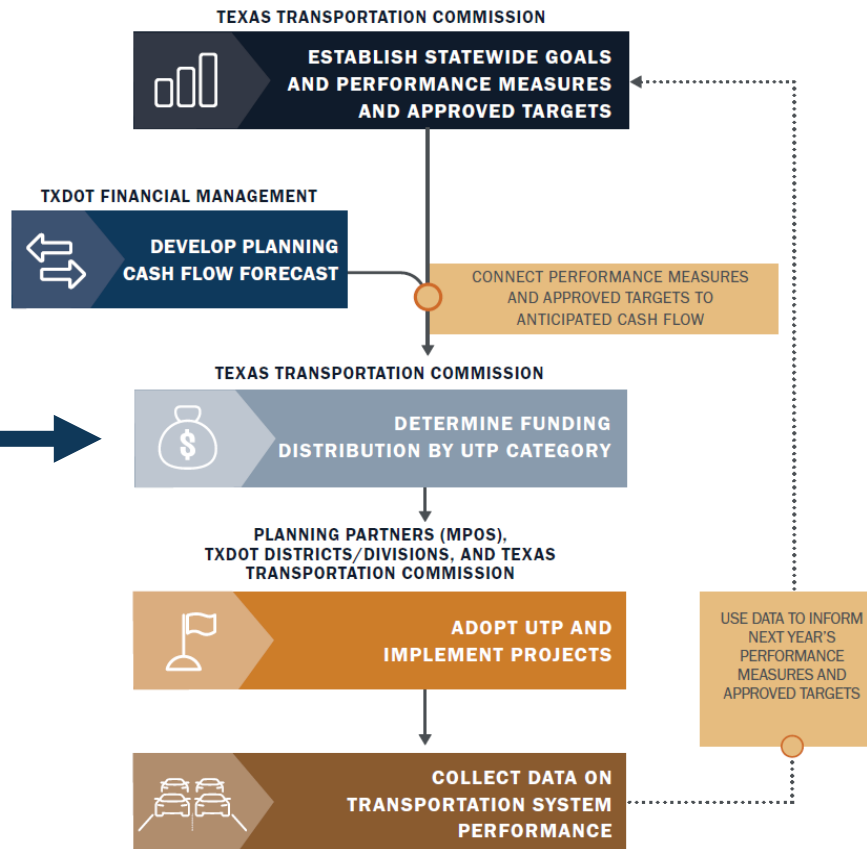 TEXAS TRANSPORTATION COMMISSION
ESTABLISH STATEWIDE GOALS
AND PERFORMANCE MEASURES
AND APPROVED TARGETS
TXDOT FINANCIAL MANAGEMENT
DEVELOP PLANNING
CASH FLOW FORECAST
CONNECT PERFORMANCE MEASURES
AND APPROVED TARGETS TO
ANTICIPATED CASH FLOW
TEXAS TRANSPORTATION COMMISSION
$
DETERMINE FUNDING
DISTRIBUTION BY UTP CATEGORY
PLANNING PARTNERS (MPOS),
TXDOT DISTRICTS/DIVISIONS, AND TEXAS
TRANSPORTATION COMMISSION
ADOPT UTP AND
IMPLEMENT PROJECTS
USE DATA TO INFORM
NEXT YEAR'S
PERFORMANCE
MEASURES AND
APPROVED TARGETS
COLLECT DATA ON
TRANSPORTATION SYSTEM
PERFORMANCE